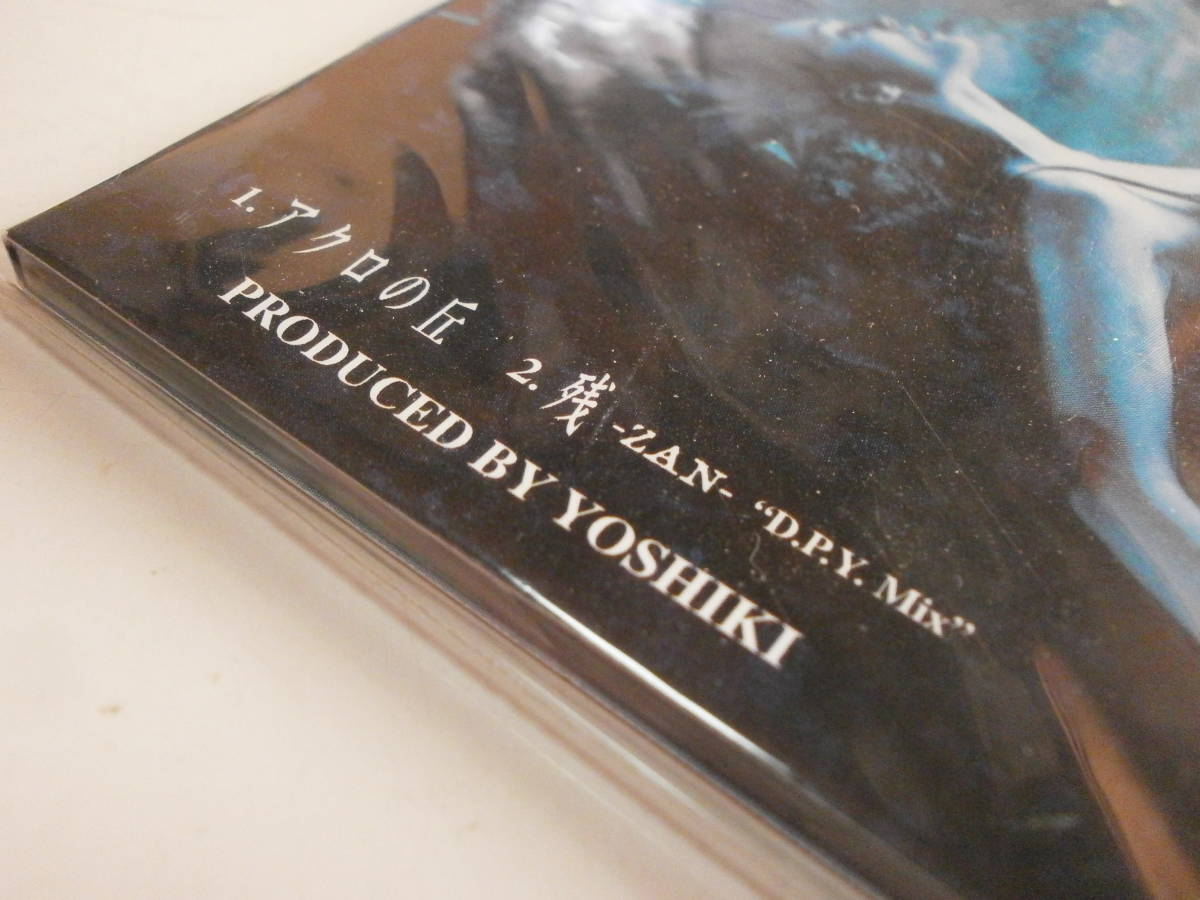 1. アクロの丘 2. 残 -ZAN- “D.P.Y. Mix”
PRODUCED BY YOSHIKI